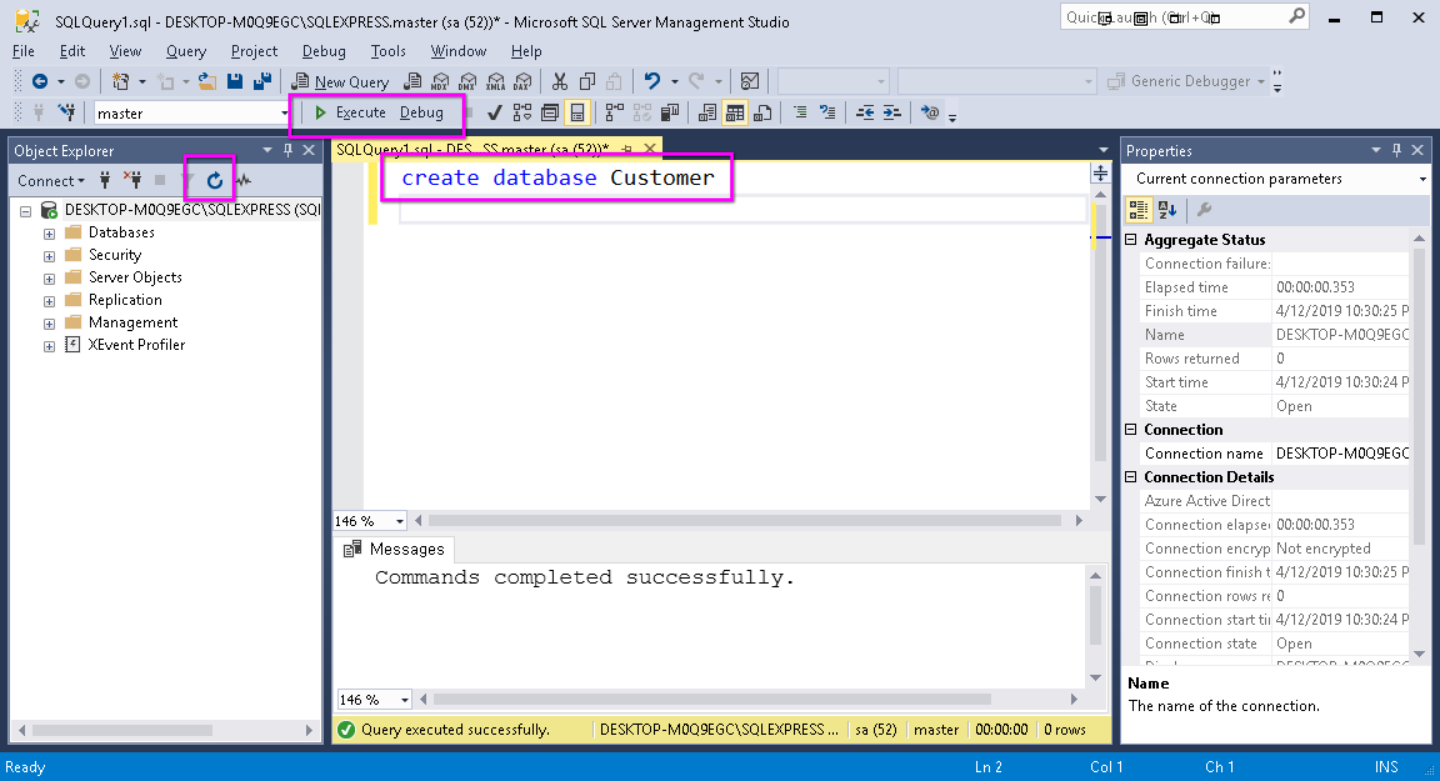 SQLQuery1.sql - DESKTOP-M0Q9EGC\SQLEXPRESS.master (sa (52))* - Microsoft SQL Server Management Studio
Quick Launch (Ctrl+Q)
File Edit View Query Project Debug Tools Window Help
New Query MDX DMX XMLA DAX Generic Debugger
master Execute Debug
Object Explorer
Connect
DESKTOP-M0Q9EGC\SQLEXPRESS (SQL
Databases
Security
Server Objects
Replication
Management
XEvent Profiler
SQLQuery1.sql - DES...SS.master (sa (52))*
create database Customer
146 %
Messages
Commands completed successfully.
146 %
Query executed successfully. DESKTOP-M0Q9EGC\SQLEXPRESS ... sa (52) master 00:00:00 0 rows
Properties
Current connection parameters
Aggregate Status
Connection failure:
Elapsed time 00:00:00.353
Finish time 4/12/2019 10:30:25 P
Name DESKTOP-M0Q9EGC
Rows returned 0
Start time 4/12/2019 10:30:24 P
State Open
Connection
Connection name DESKTOP-M0Q9EGC
Connection Details
Azure Active Direct
Connection elapse 00:00:00.353
Connection encryp Not encrypted
Connection finish t 4/12/2019 10:30:25 P
Connection rows re 0
Connection start tir 4/12/2019 10:30:24 P
Connection state Open
Name
The name of the connection.
Ready Ln 2 Col 1 Ch 1 INS